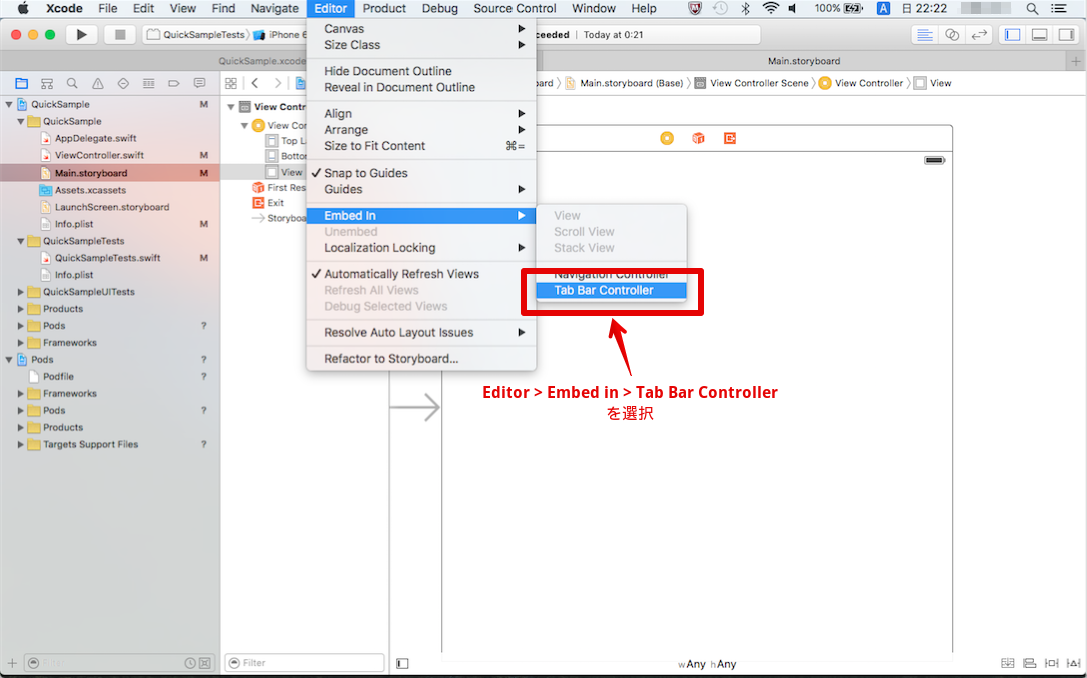 Xcode File Edit View Find Navigate Editor Product Debug Source Control Window Help 100% A 日 22:22
QuickSampleTests iPhone 6 ceeded | Today at 0:21
QuickSample.xcode Main.storyboard
Main.storyboard (Base) View Controller Scene View Controller View
QuickSample M
QuickSample
AppDelegate.swift
ViewController.swift M
Main.storyboard M
Assets.xcassets
LaunchScreen.storyboard
Info.plist M
QuickSampleTests
QuickSampleTests.swift M
Info.plist
QuickSampleUITests
Products
Pods ?
Frameworks
Pods ?
Podfile ?
Frameworks
Pods ?
Products
Targets Support Files ?
Filter
View Contr
View Con
Top L
Bottor
View
First Res
Exit
Storyboa
Filter
Canvas
Size Class
Hide Document Outline
Reveal in Document Outline
Align
Arrange
Size to Fit Content ⌘=
✓ Snap to Guides
Guides
Embed In
Unembed
Localization Locking
✓ Automatically Refresh Views
Refresh All Views
Debug Selected Views
Resolve Auto Layout Issues
Refactor to Storyboard...
View
Scroll View
Stack View
Navigation Controller
Tab Bar Controller
Editor > Embed in > Tab Bar Controller
を選択
wAny hAny